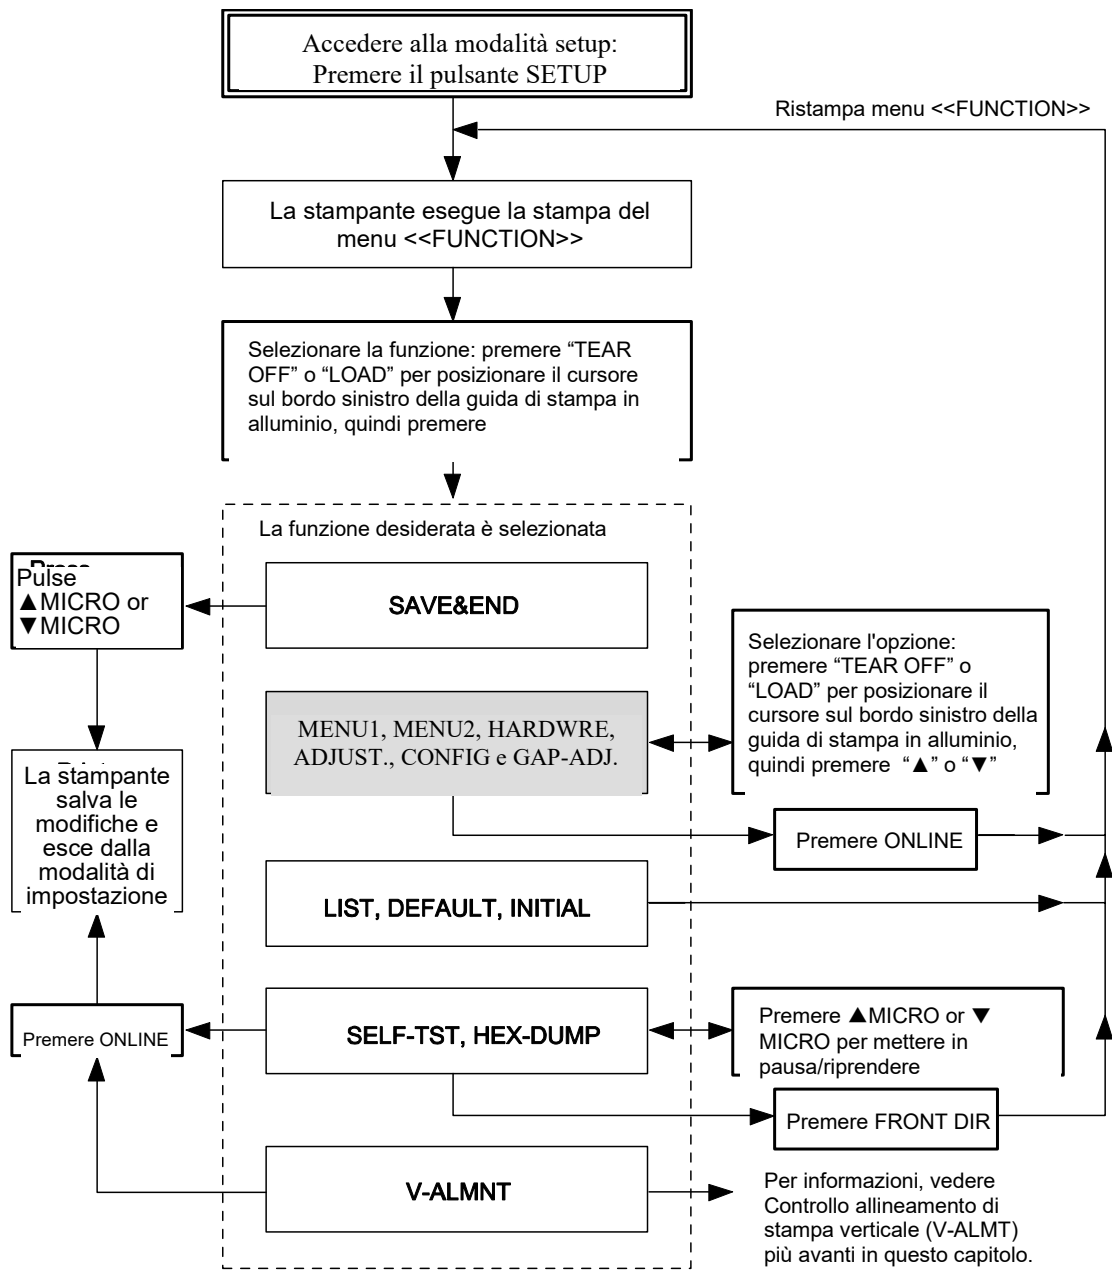 Accedere alla modalità setup:
Premere il pulsante SETUP
Ristampa menu <<FUNCTION>>
La stampante esegue la stampa del
menu <<FUNCTION>>
Selezionare la funzione: premere “TEAR
OFF” o “LOAD” per posizionare il cursore
sul bordo sinistro della guida di stampa in
alluminio, quindi premere
La funzione desiderata è selezionata
Pulse
▲MICRO or
▼MICRO
SAVE&END
Selezionare l'opzione:
premere “TEAR OFF” o
“LOAD” per posizionare il
cursore sul bordo sinistro della
guida di stampa in alluminio,
quindi premere “▲” o “▼”
MENU1, MENU2, HARDWRE,
ADJUST., CONFIG e GAP-ADJ.
La stampante
salva le
modifiche e
esce dalla
modalità di
impostazione
Premere ONLINE
LIST, DEFAULT, INITIAL
Premere ONLINE
SELF-TST, HEX-DUMP
Premere ▲MICRO or ▼
MICRO per mettere in
pausa/riprendere
Premere FRONT DIR
V-ALMNT
Per informazioni, vedere
Controllo allineamento di
stampa verticale (V-ALMT)
più avanti in questo capitolo.